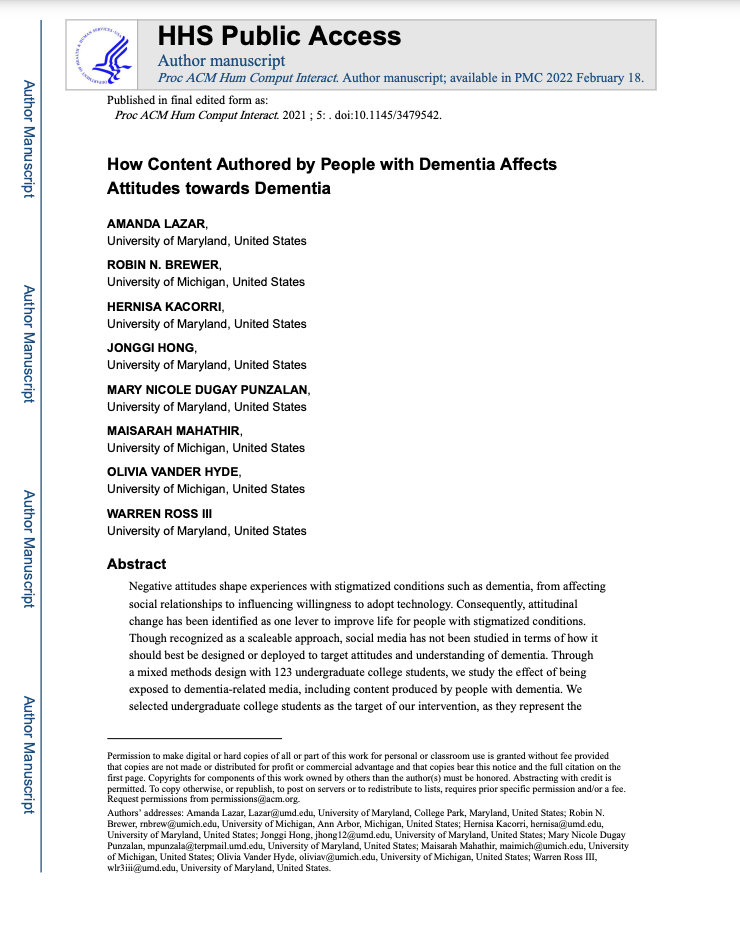 HHS Public Access
Author manuscript
Proc ACM Hum Comput Interact. Author manuscript; available in PMC 2022 February 18.
Published in final edited form as:
Proc ACM Hum Comput Interact. 2021 ; 5: . doi:10.1145/3479542.
How Content Authored by People with Dementia Affects
Attitudes towards Dementia
AMANDA LAZAR,
University of Maryland, United States
ROBIN N. BREWER,
University of Michigan, United States
HERNISA KACORRI,
University of Maryland, United States
JONGGI HONG,
University of Maryland, United States
MARY NICOLE DUGAY PUNZALAN,
University of Maryland, United States
MAISARAH MAHATHIR,
University of Michigan, United States
OLIVIA VANDER HYDE,
University of Michigan, United States
WARREN ROSS III
University of Maryland, United States
Abstract
Negative attitudes shape experiences with stigmatized conditions such as dementia, from affecting
social relationships to influencing willingness to adopt technology. Consequently, attitudinal
change has been identified as one lever to improve life for people with stigmatized conditions.
Though recognized as a scaleable approach, social media has not been studied in terms of how it
should best be designed or deployed to target attitudes and understanding of dementia. Through
a mixed methods design with 123 undergraduate college students, we study the effect of being
exposed to dementia-related media, including content produced by people with dementia. We
selected undergraduate college students as the target of our intervention, as they represent the
Permission to make digital or hard copies of all or part of this work for personal or classroom use is granted without fee provided
that copies are not made or distributed for profit or commercial advantage and that copies bear this notice and the full citation on the
first page. Copyrights for components of this work owned by others than the author(s) must be honored. Abstracting with credit is
permitted. To copy otherwise, or republish, to post on servers or to redistribute to lists, requires prior specific permission and/or a fee.
Request permissions from permissions@acm.org.
Authors' addresses: Amanda Lazar, Lazar@umd.edu, University of Maryland, College Park, Maryland, United States; Robin N.
Brewer, rnbrew@umich.edu, University of Michigan, Ann Arbor, Michigan, United States; Hernisa Kacorri, hernisa@umd.edu,
University of Maryland, United States; Jonggi Hong, jhong12@umd.edu, University of Maryland, United States; Mary Nicole Dugay
Punzalan, mpunzala@terpmail.umd.edu, University of Maryland, United States; Maisarah Mahathir, maimich@umich.edu, University
of Michigan, United States; Olivia Vander Hyde, oliviav@umich.edu, University of Michigan, United States; Warren Ross III,
wlr3iii@umd.edu, University of Maryland, United States.
Author Manuscript
Author Manuscript
Author Manuscript
Author Manuscript